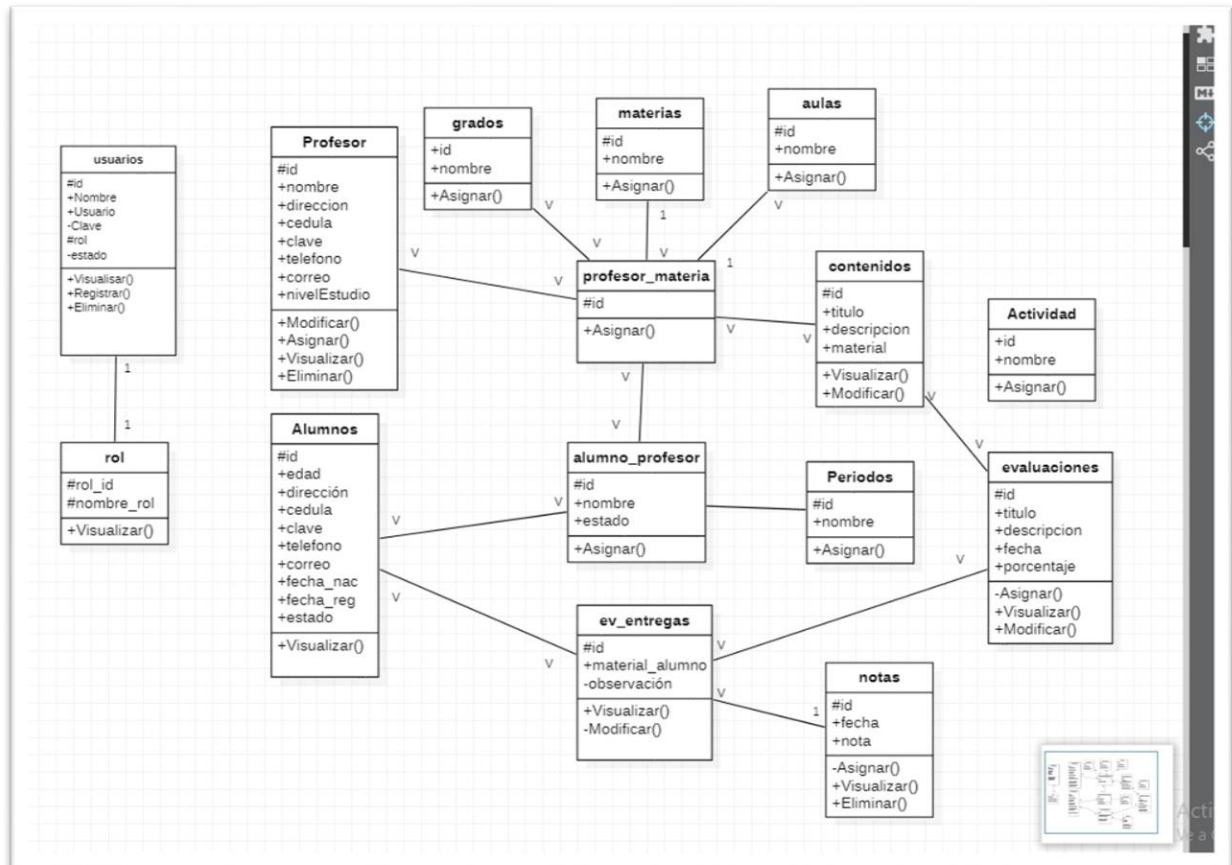 usuarios
#id
+Nombre
+Usuario
-Clave
#rol
-estado
+Visualisar()
+Registrar()
+Eliminar()
1
1
rol
#rol_id
#nombre_rol
+Visualizar()
Profesor
#id
+nombre
+direccion
+cedula
+clave
+telefono
+correo
+nivelEstudio
+Modificar()
+Asignar()
+Visualizar()
+Eliminar()
V
V
grados
+id
+nombre
+Asignar()
V
V
materias
#id
+nombre
+Asignar()
1
V
aulas
#id
+nombre
+Asignar()
V
1
profesor_materia
#id
+Asignar()
V
V
V
V
contenidos
#id
+titulo
+descripcion
+material
+Visualizar()
+Modificar()
V
V
Actividad
+id
+nombre
+Asignar()
Alumnos
#id
+edad
+dirección
+cedula
+clave
+telefono
+correo
+fecha_nac
+fecha_reg
+estado
+Visualizar()
V
V
V
V
alumno_profesor
#id
+nombre
+estado
+Asignar()
Periodos
#id
+nombre
+Asignar()
evaluaciones
#id
+titulo
+descripcion
+fecha
+porcentaje
-Asignar()
+Visualizar()
+Modificar()
V
V
ev_entregas
#id
+material_alumno
-observación
+Visualizar()
-Modificar()
V
1
notas
#id
+fecha
+nota
-Asignar()
+Visualizar()
+Eliminar()
M
Acti
Ve a